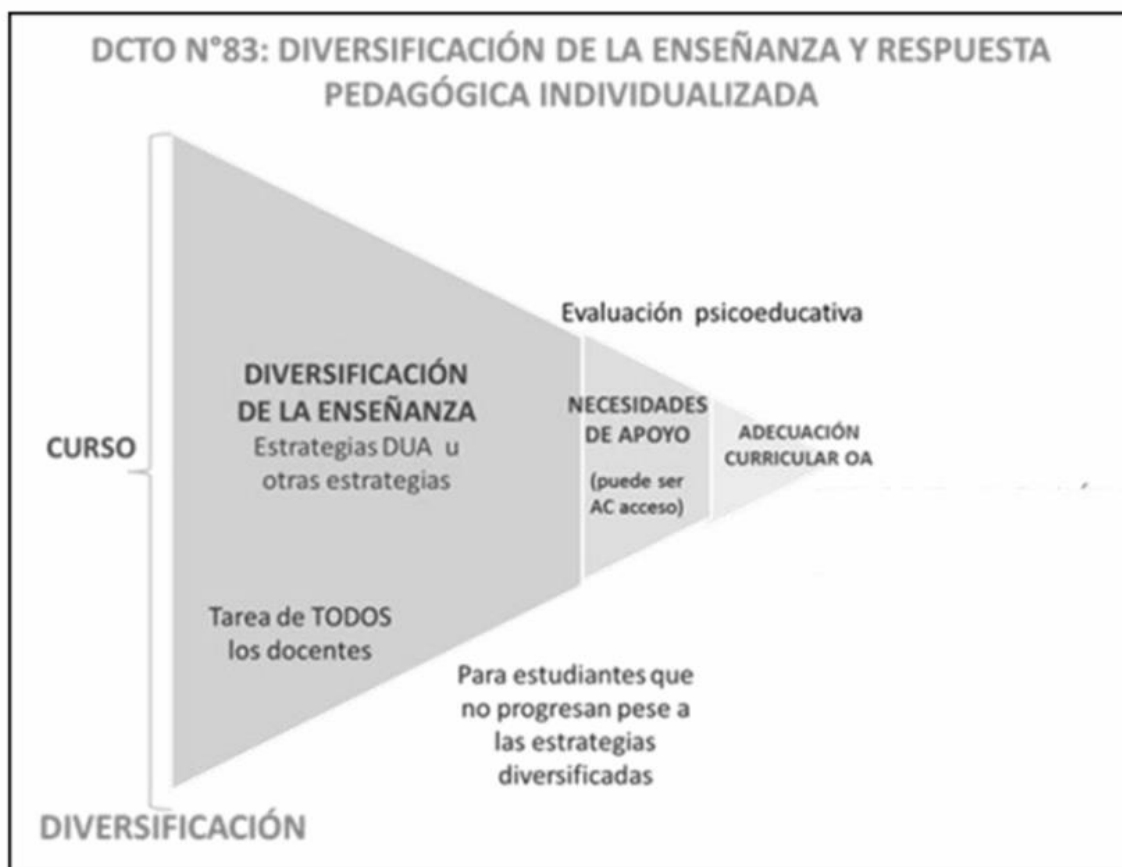 DCTO N°83: DIVERSIFICACIÓN DE LA ENSEÑANZA Y RESPUESTA
PEDAGÓGICA INDIVIDUALIZADA
Evaluación psicoeducativa
CURSO
DIVERSIFICACIÓN
DE LA ENSEÑANZA
Estrategias DUA u
otras estrategias
NECESIDADES
DE APOYO
(puede ser
AC acceso)
ADECUACIÓN
CURRICULAR OA
Tarea de TODOS
los docentes
Para estudiantes que
no progresan pese a
las estrategias
diversificadas
DIVERSIFICACIÓN